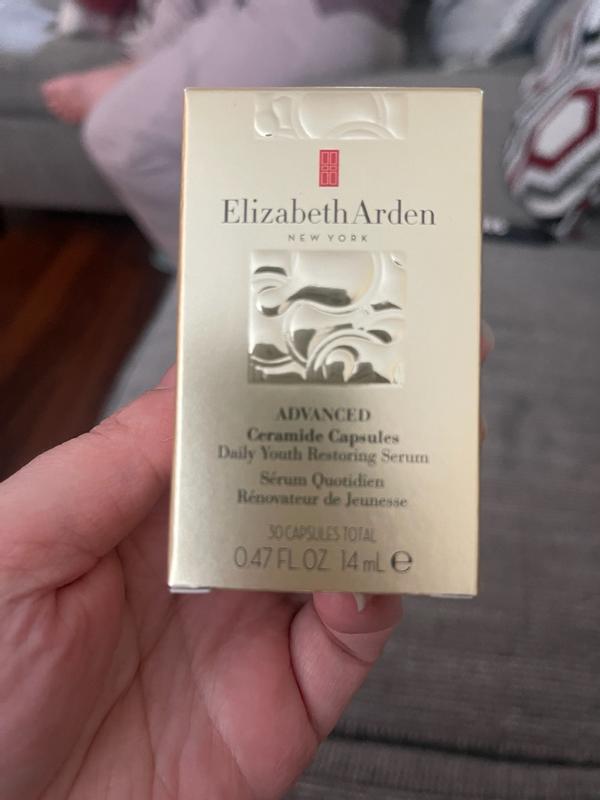 Elizabeth Arden
NEW YORK
ADVANCED
Ceramide Capsules
Daily Youth Restoring Serum
Sérum Quotidien
Rénovateur de Jeunesse
30 CAPSULES TOTAL
0.47 FL OZ 14 mL ℮